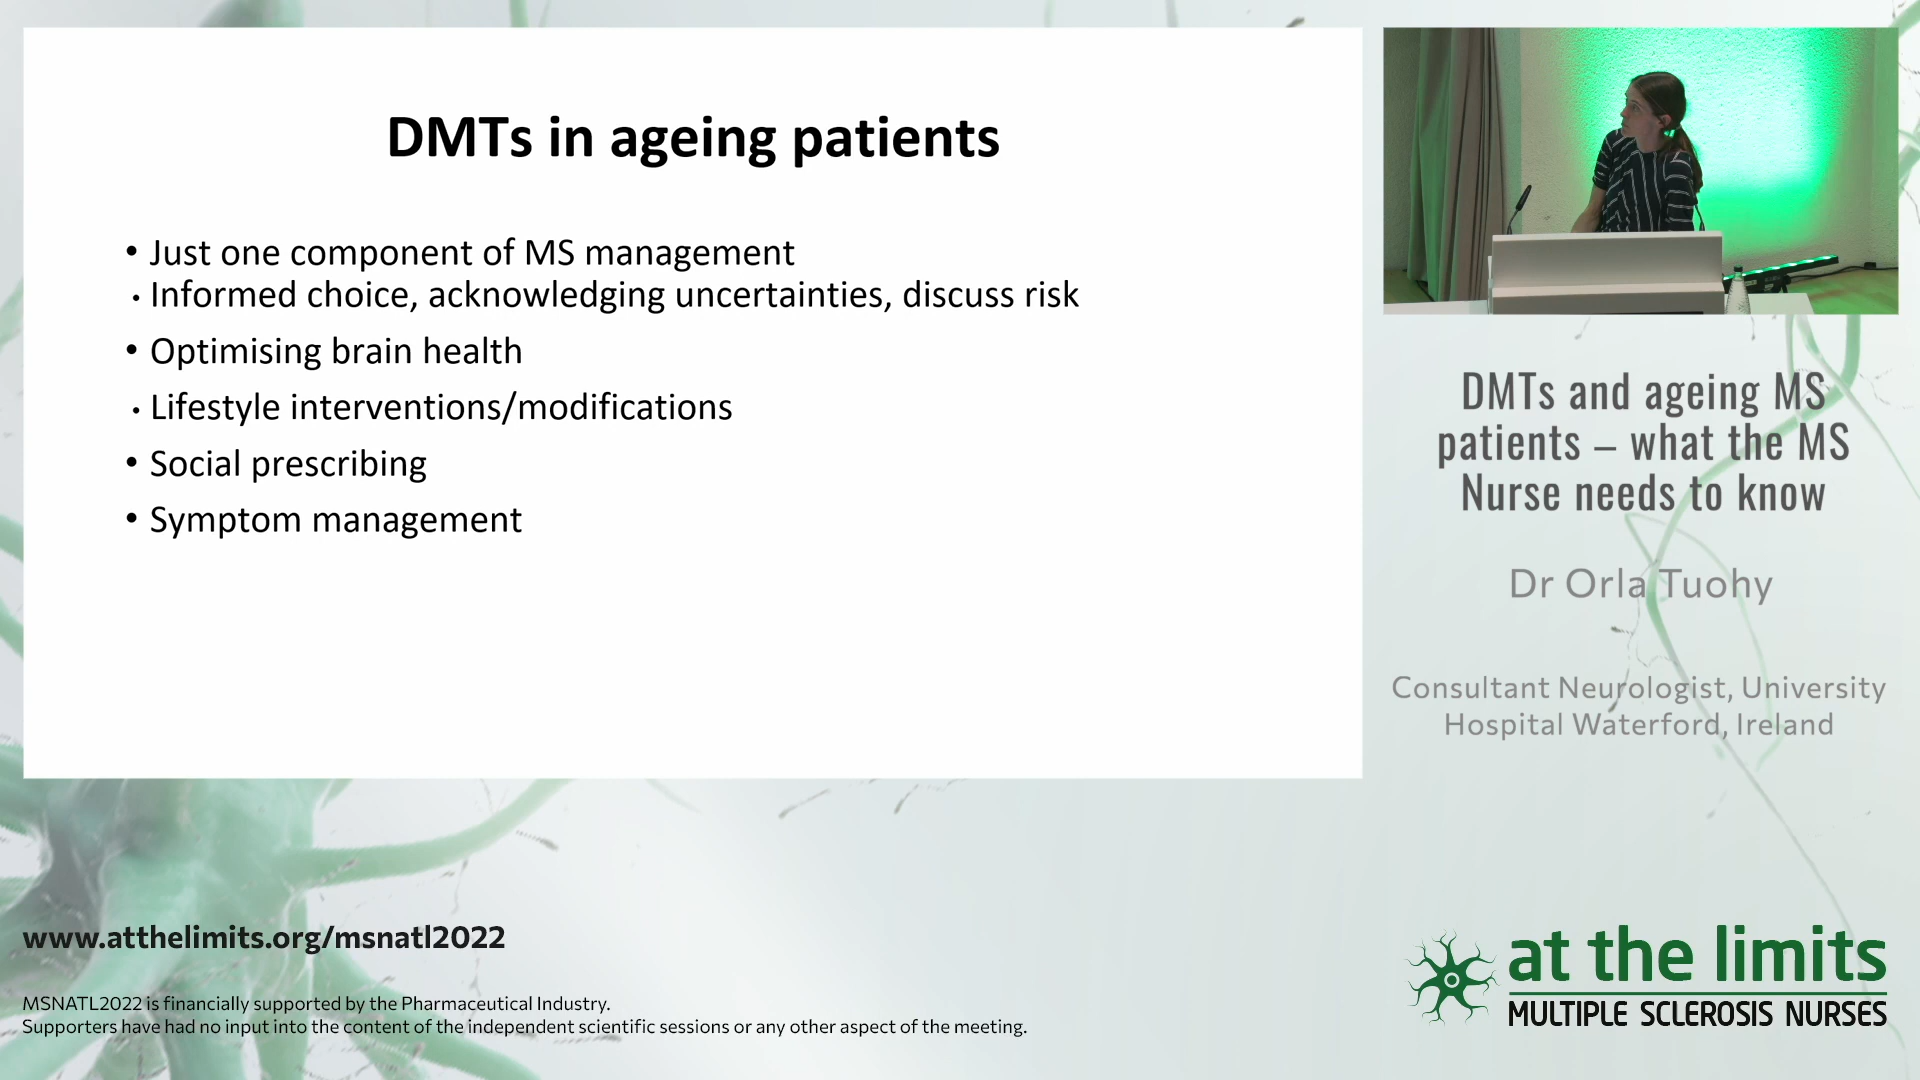 DMTs in ageing patients
• Just one component of MS management
• Informed choice, acknowledging uncertainties, discuss risk
• Optimising brain health
• Lifestyle interventions/modifications
• Social prescribing
• Symptom management
DMTs and ageing MS
patients – what the MS
Nurse needs to know
Dr Orla Tuohy
Consultant Neurologist, University
Hospital Waterford, Ireland
www.atthelimits.org/msnatl2022
MSNATL2022 is financially supported by the Pharmaceutical Industry.
Supporters have had no input into the content of the independent scientific sessions or any other aspect of the meeting.
at the limits
MULTIPLE SCLEROSIS NURSES